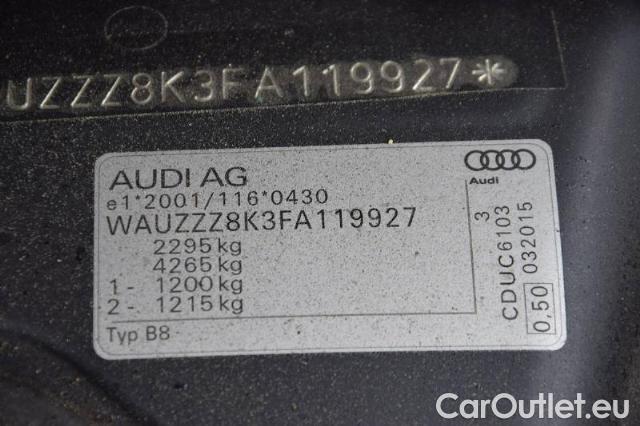 WAUZZZ8K3FA119927*
AUDI AG
e1*2001/116*0430
WAUZZZ8K3FA119927
2295kg
4265kg
1- 1200kg
2- 1215kg
Typ B8
Audi
3
CDUC6103
032015
0,50
CarOutlet.eu